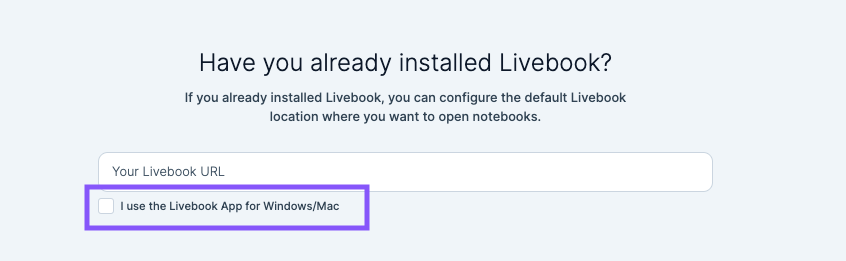 Have you already installed Livebook?
If you already installed Livebook, you can configure the default Livebook
location where you want to open notebooks.
Your Livebook URL
I use the Livebook App for Windows/Mac